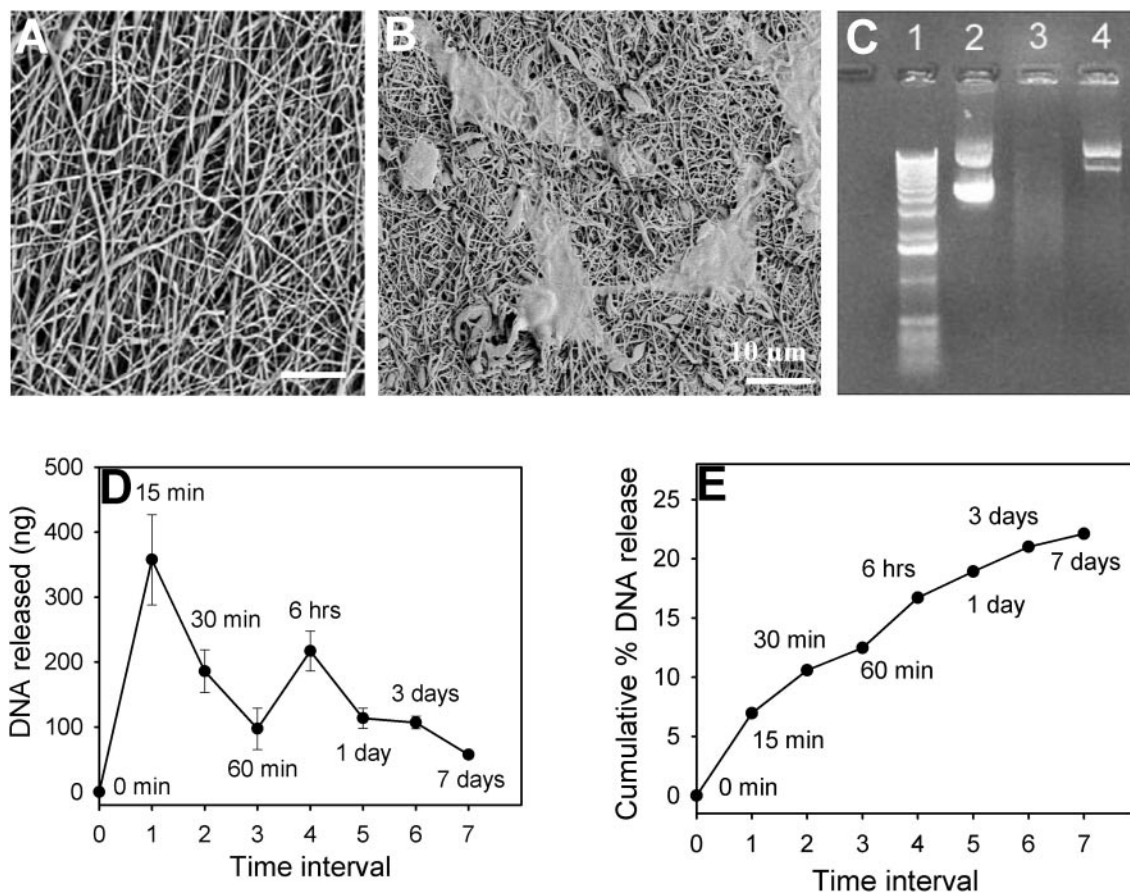 A
B
10 µm
C
1 2 3 4
D
DNA released (ng)
500
400
300
200
100
0
15 min
30 min
6 hrs
3 days
0 min
60 min
1 day
7 days
0 1 2 3 4 5 6 7
Time interval
E
Cumulative % DNA release
25
20
15
10
5
0
3 days
6 hrs
7 days
1 day
30 min
60 min
15 min
0 min
0 1 2 3 4 5 6 7
Time interval